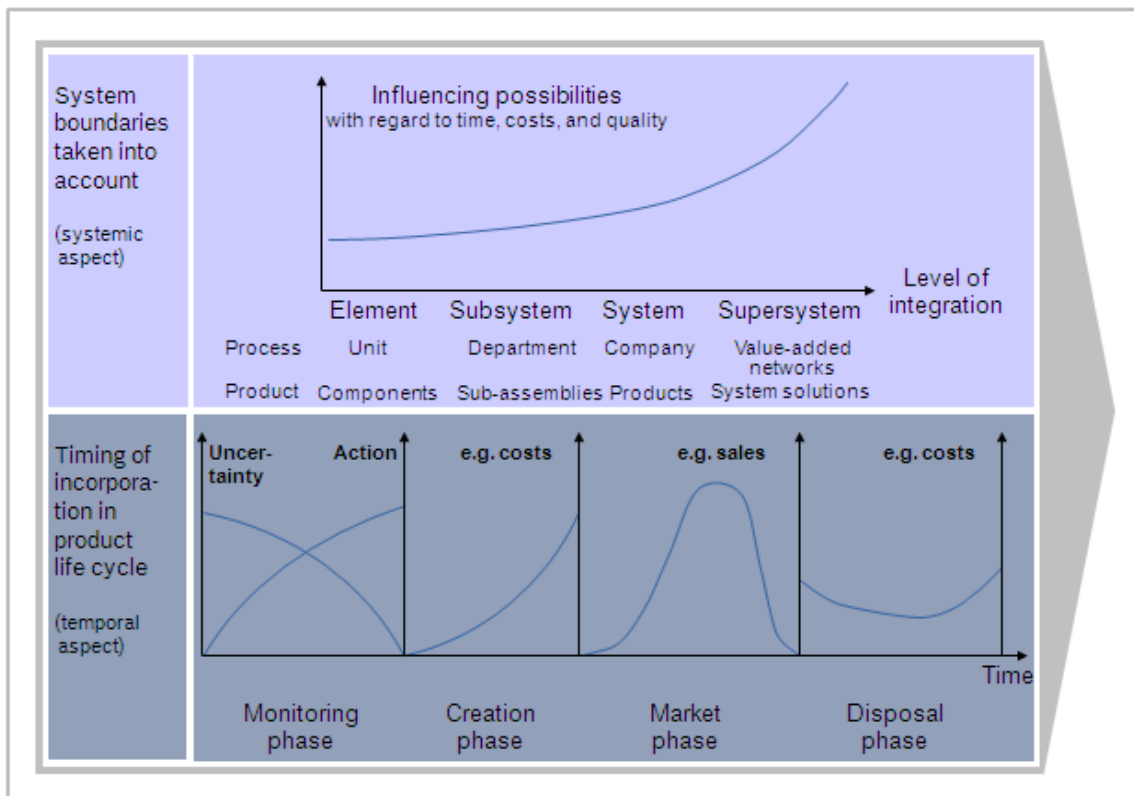 System
boundaries
taken into
account
(systemic
aspect)
Influencing possibilities
with regard to time, costs, and quality
Level of
integration
Element Subsystem System Supersystem
Process Unit Department Company Value-added
networks
Product Components Sub-assemblies Products System solutions
Timing of
incorpora-
tion in
product
life cycle
(temporal
aspect)
Uncer-
tainty
Action
e.g. costs
e.g. sales
e.g. costs
Time
Monitoring
phase
Creation
phase
Market
phase
Disposal
phase